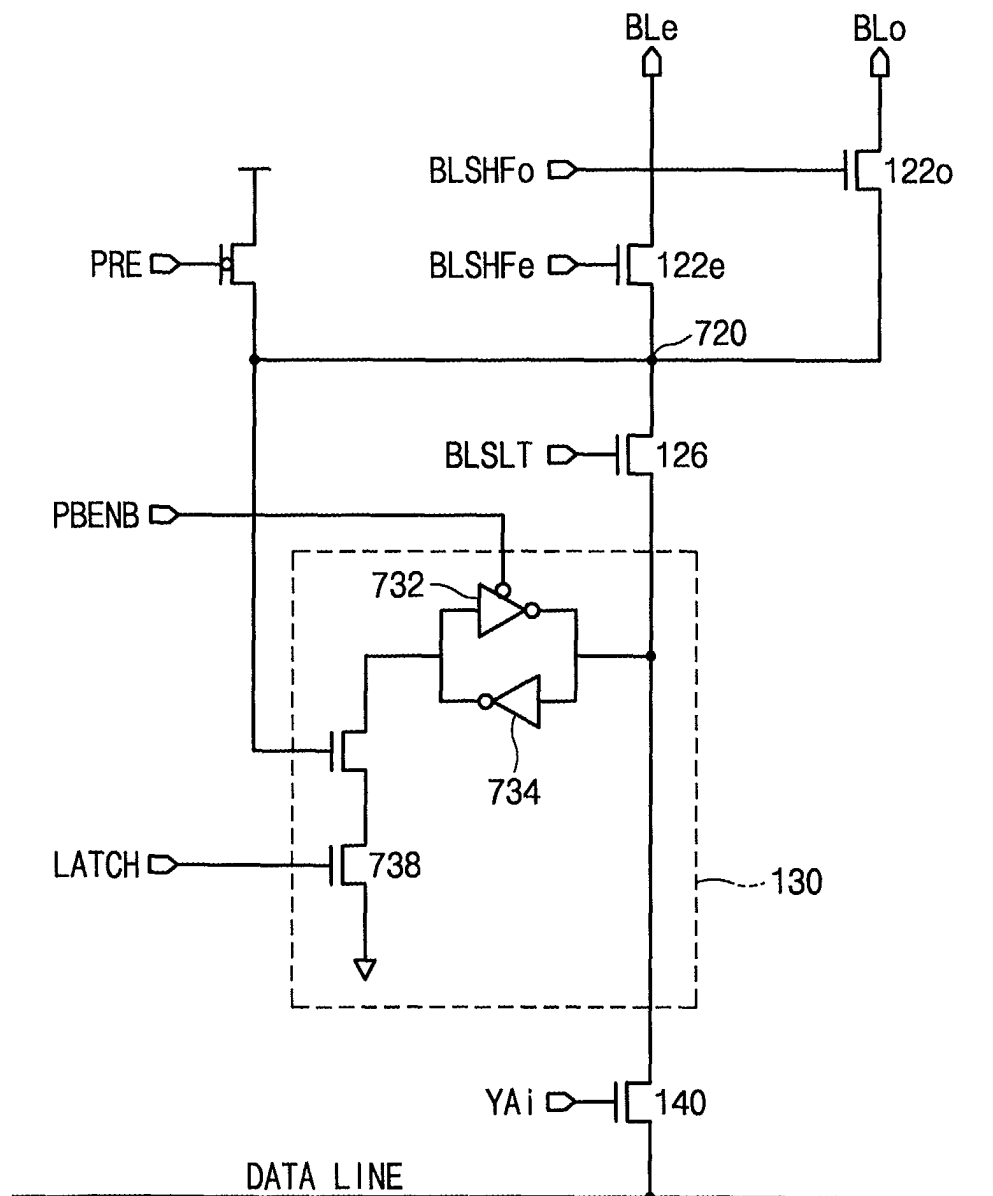 BLe
BLo
BLSHFo
122o
PRE
BLSHFe
122e
720
BLSLT
126
PBENB
732
734
LATCH
738
130
YAi
140
DATA LINE